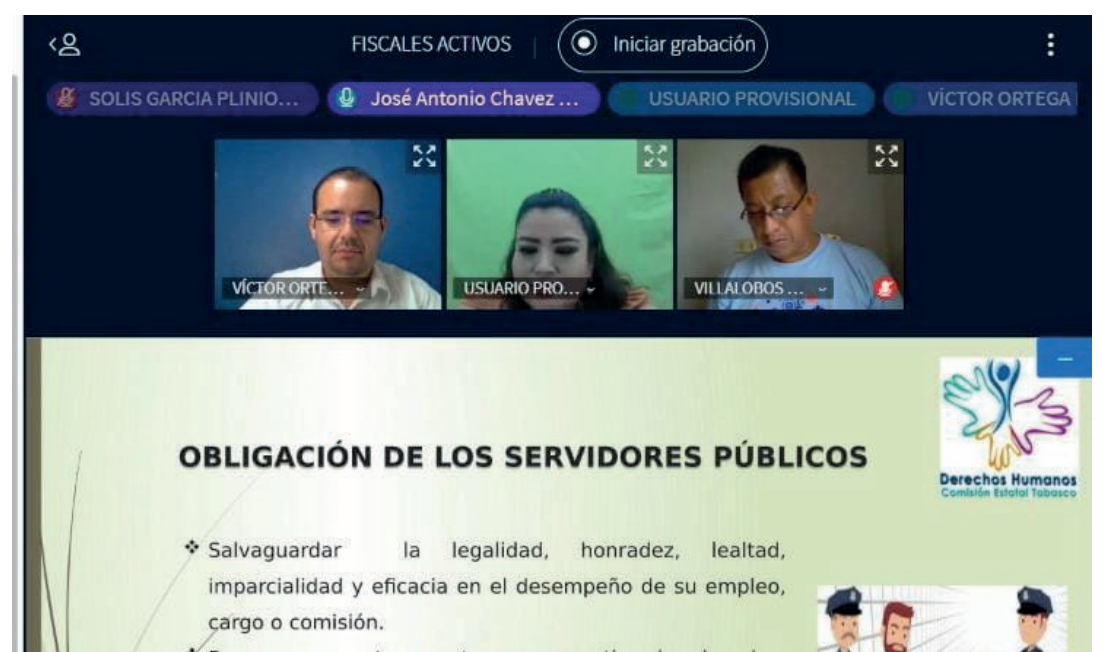 FISCALES ACTIVOS | Iniciar grabación
SOLIS GARCIA PLINIO... José Antonio Chavez ... USUARIO PROVISIONAL VÍCTOR ORTEGA
VÍCTOR ORTE... USUARIO PRO... VILLALOBOS ...
OBLIGACIÓN DE LOS SERVIDORES PÚBLICOS
Derechos Humanos
Comisión Estatal Tabasco
❖ Salvaguardar la legalidad, honradez, lealtad,
imparcialidad y eficacia en el desempeño de su empleo,
cargo o comisión.